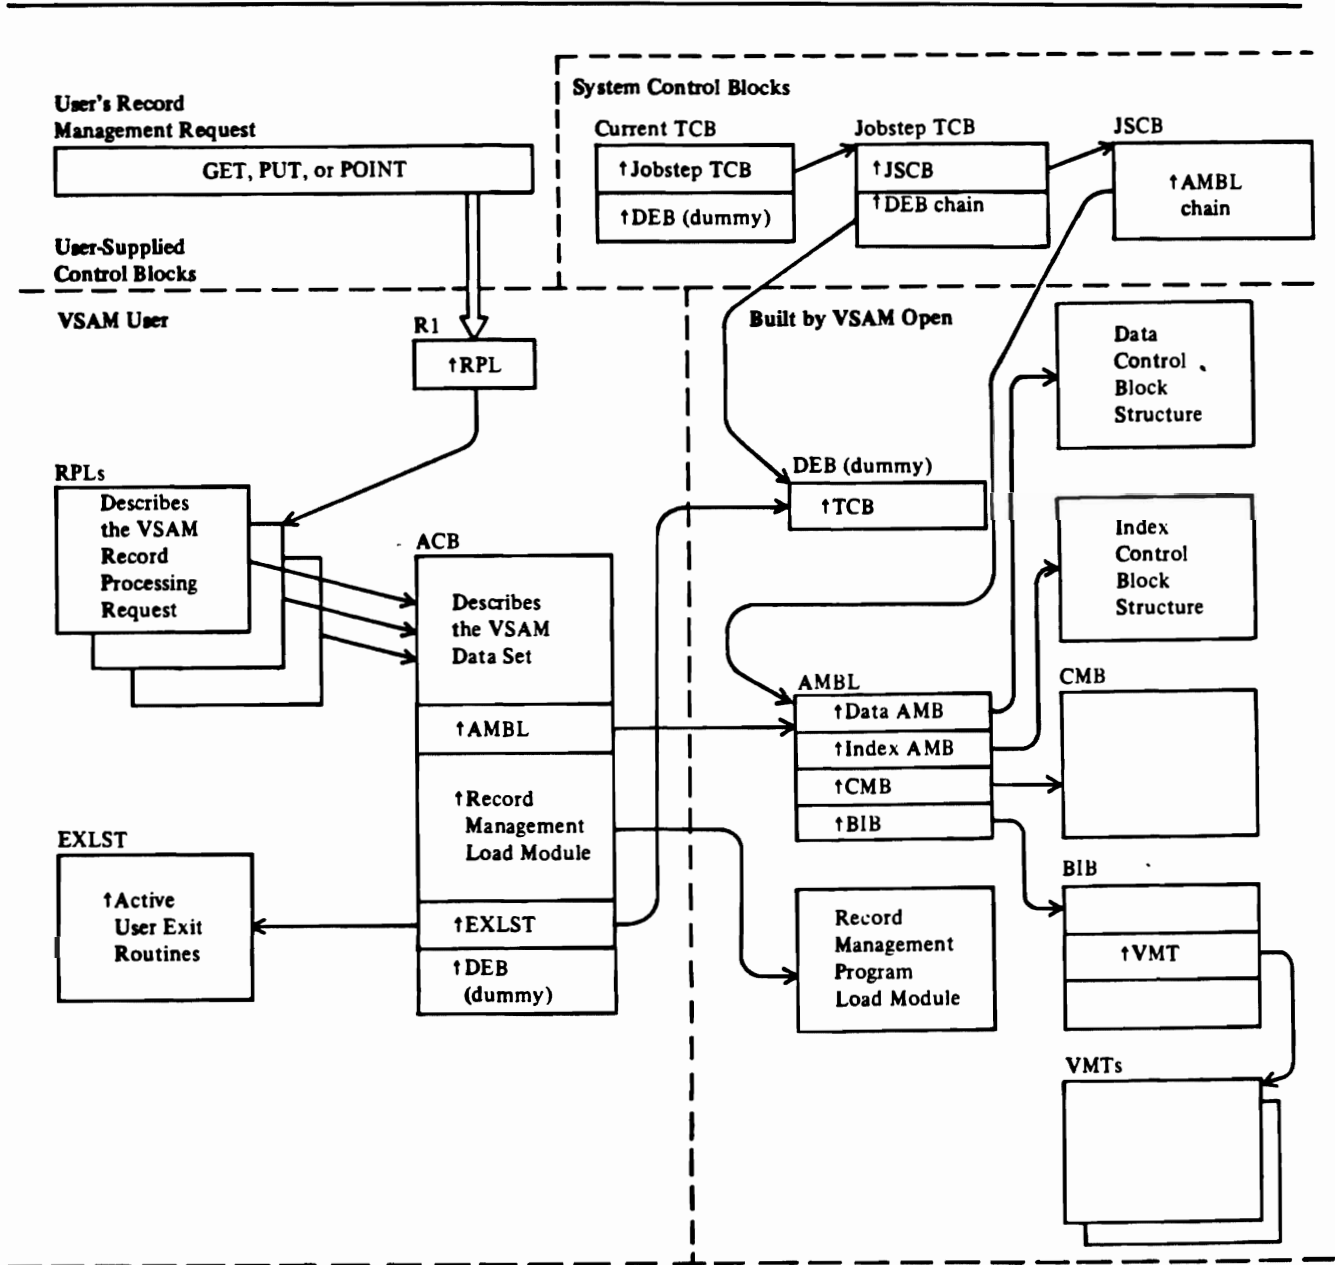 User's Record
Management Request
GET, PUT, or POINT
User-Supplied
Control Blocks
System Control Blocks
Current TCB
↑Jobstep TCB
↑DEB (dummy)
Jobstep TCB
↑JSCB
↑DEB chain
JSCB
↑AMBL
chain
VSAM User
R1
↑RPL
RPLs
Describes
the VSAM
Record
Processing
Request
ACB
Describes
the VSAM
Data Set
↑AMBL
↑Record
Management
Load Module
↑EXLST
↑DEB
(dummy)
EXLST
↑Active
User Exit
Routines
Built by VSAM Open
DEB (dummy)
↑TCB
AMBL
↑Data AMB
↑Index AMB
↑CMB
↑BIB
Record
Management
Program
Load Module
Data
Control
Block
Structure
Index
Control
Block
Structure
CMB
BIB
↑VMT
VMTs